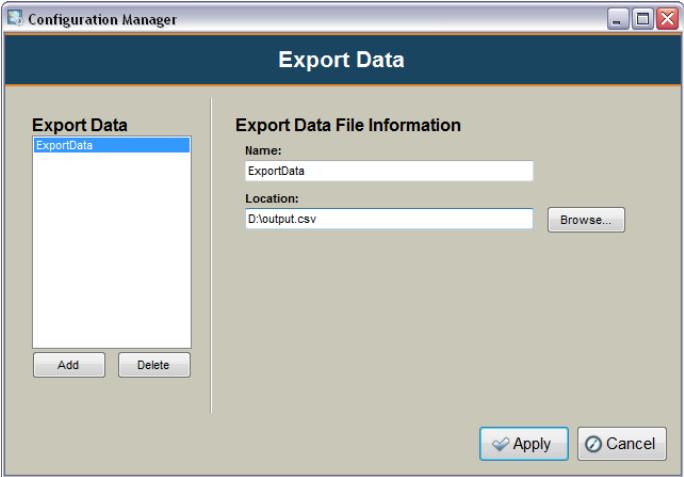 Configuration Manager
Export Data
Export Data
ExportData
Add
Delete
Export Data File Information
Name:
ExportData
Location:
D:\output.csv
Browse...
Apply
Cancel